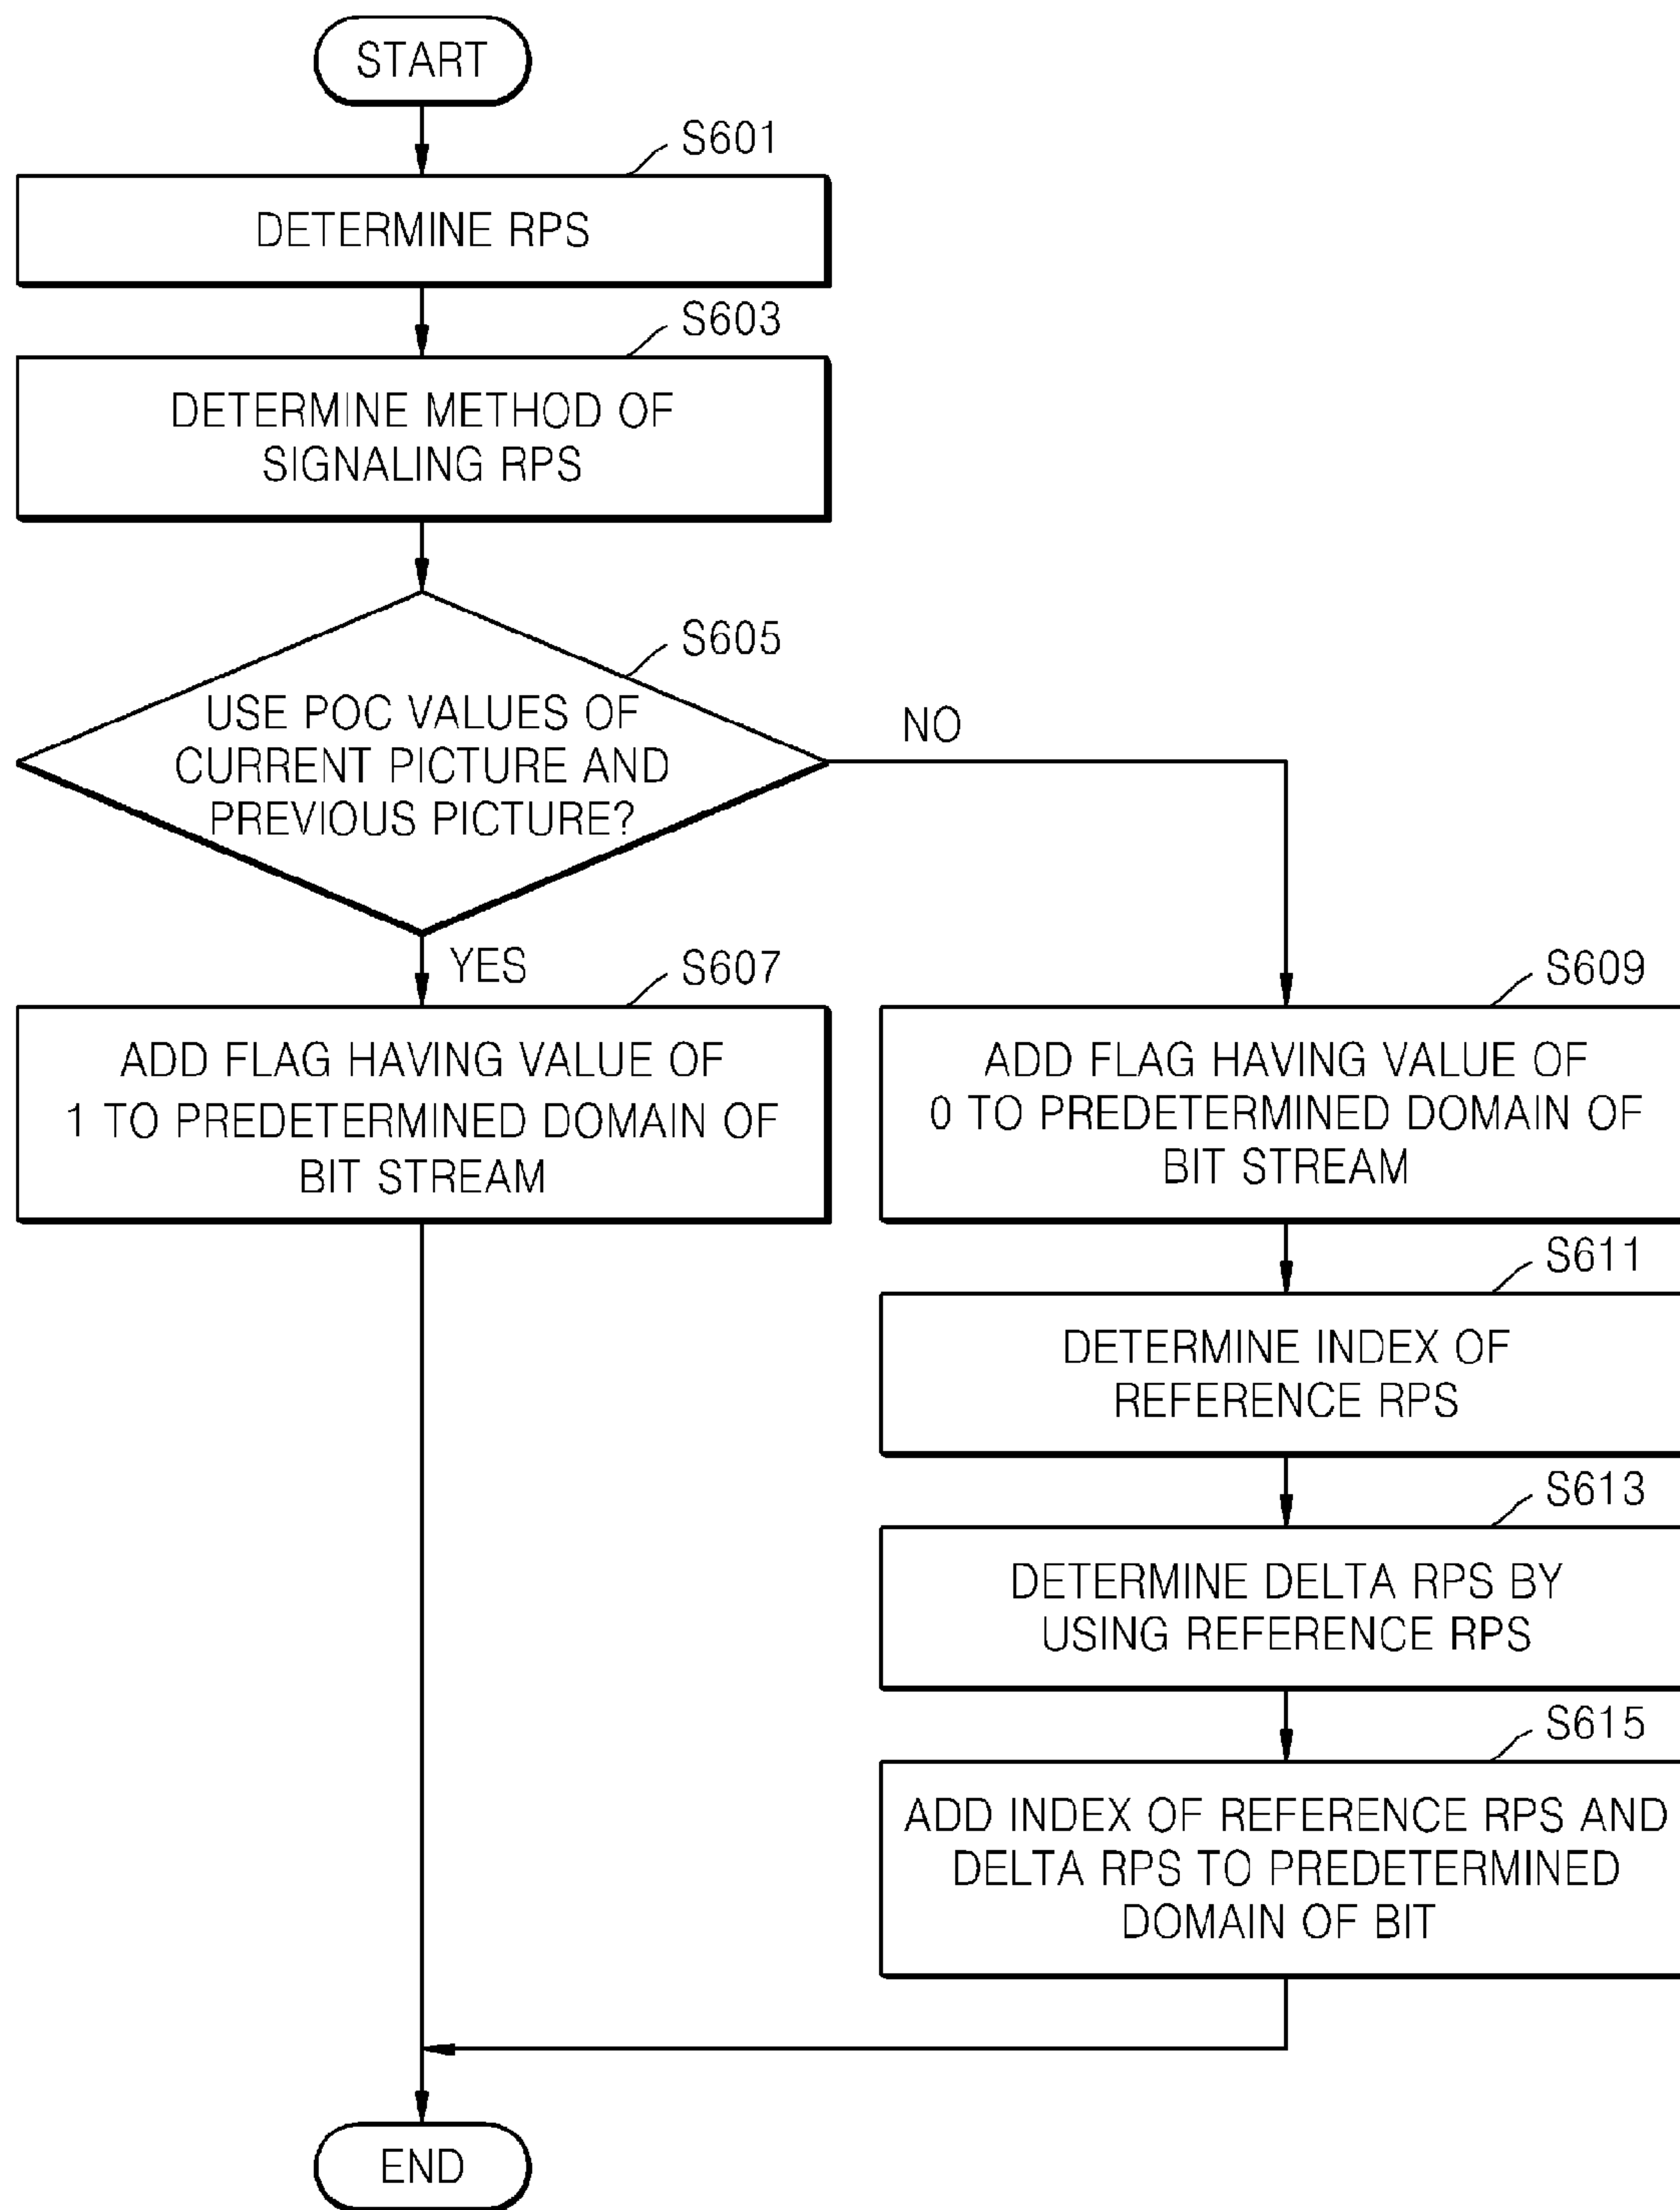 START
S601
DETERMINE RPS
S603
DETERMINE METHOD OF
SIGNALING RPS
S605
USE POC VALUES OF
CURRENT PICTURE AND
PREVIOUS PICTURE?
NO
YES
S607
ADD FLAG HAVING VALUE OF
1 TO PREDETERMINED DOMAIN OF
BIT STREAM
S609
ADD FLAG HAVING VALUE OF
0 TO PREDETERMINED DOMAIN OF
BIT STREAM
S611
DETERMINE INDEX OF
REFERENCE RPS
S613
DETERMINE DELTA RPS BY
USING REFERENCE RPS
S615
ADD INDEX OF REFERENCE RPS AND
DELTA RPS TO PREDETERMINED
DOMAIN OF BIT
END